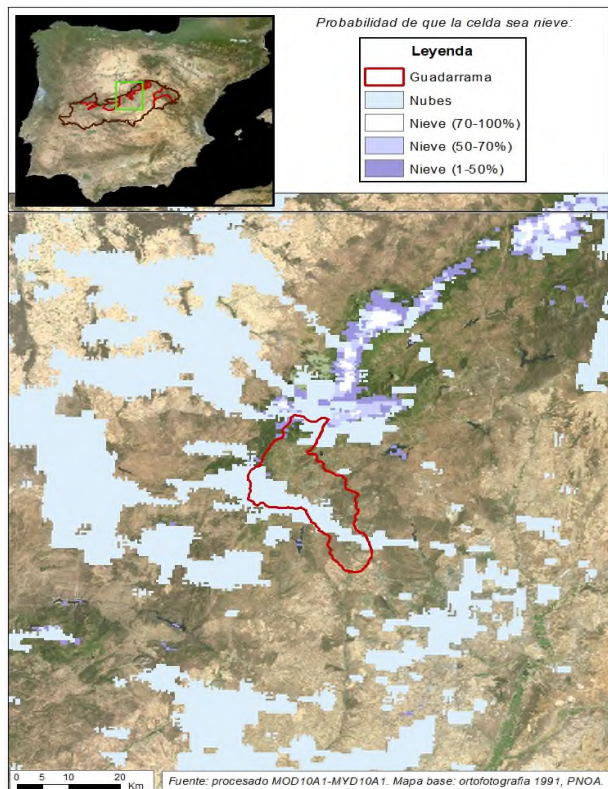 Probabilidad de que la celda sea nieve:
Leyenda
Guadarrama
Nubes
Nieve (70-100%)
Nieve (50-70%)
Nieve (1-50%)
0 5 10 20
Km
Fuente: procesado MOD10A1-MYD10A1. Mapa base: ortofotografia 1991, PNOA.